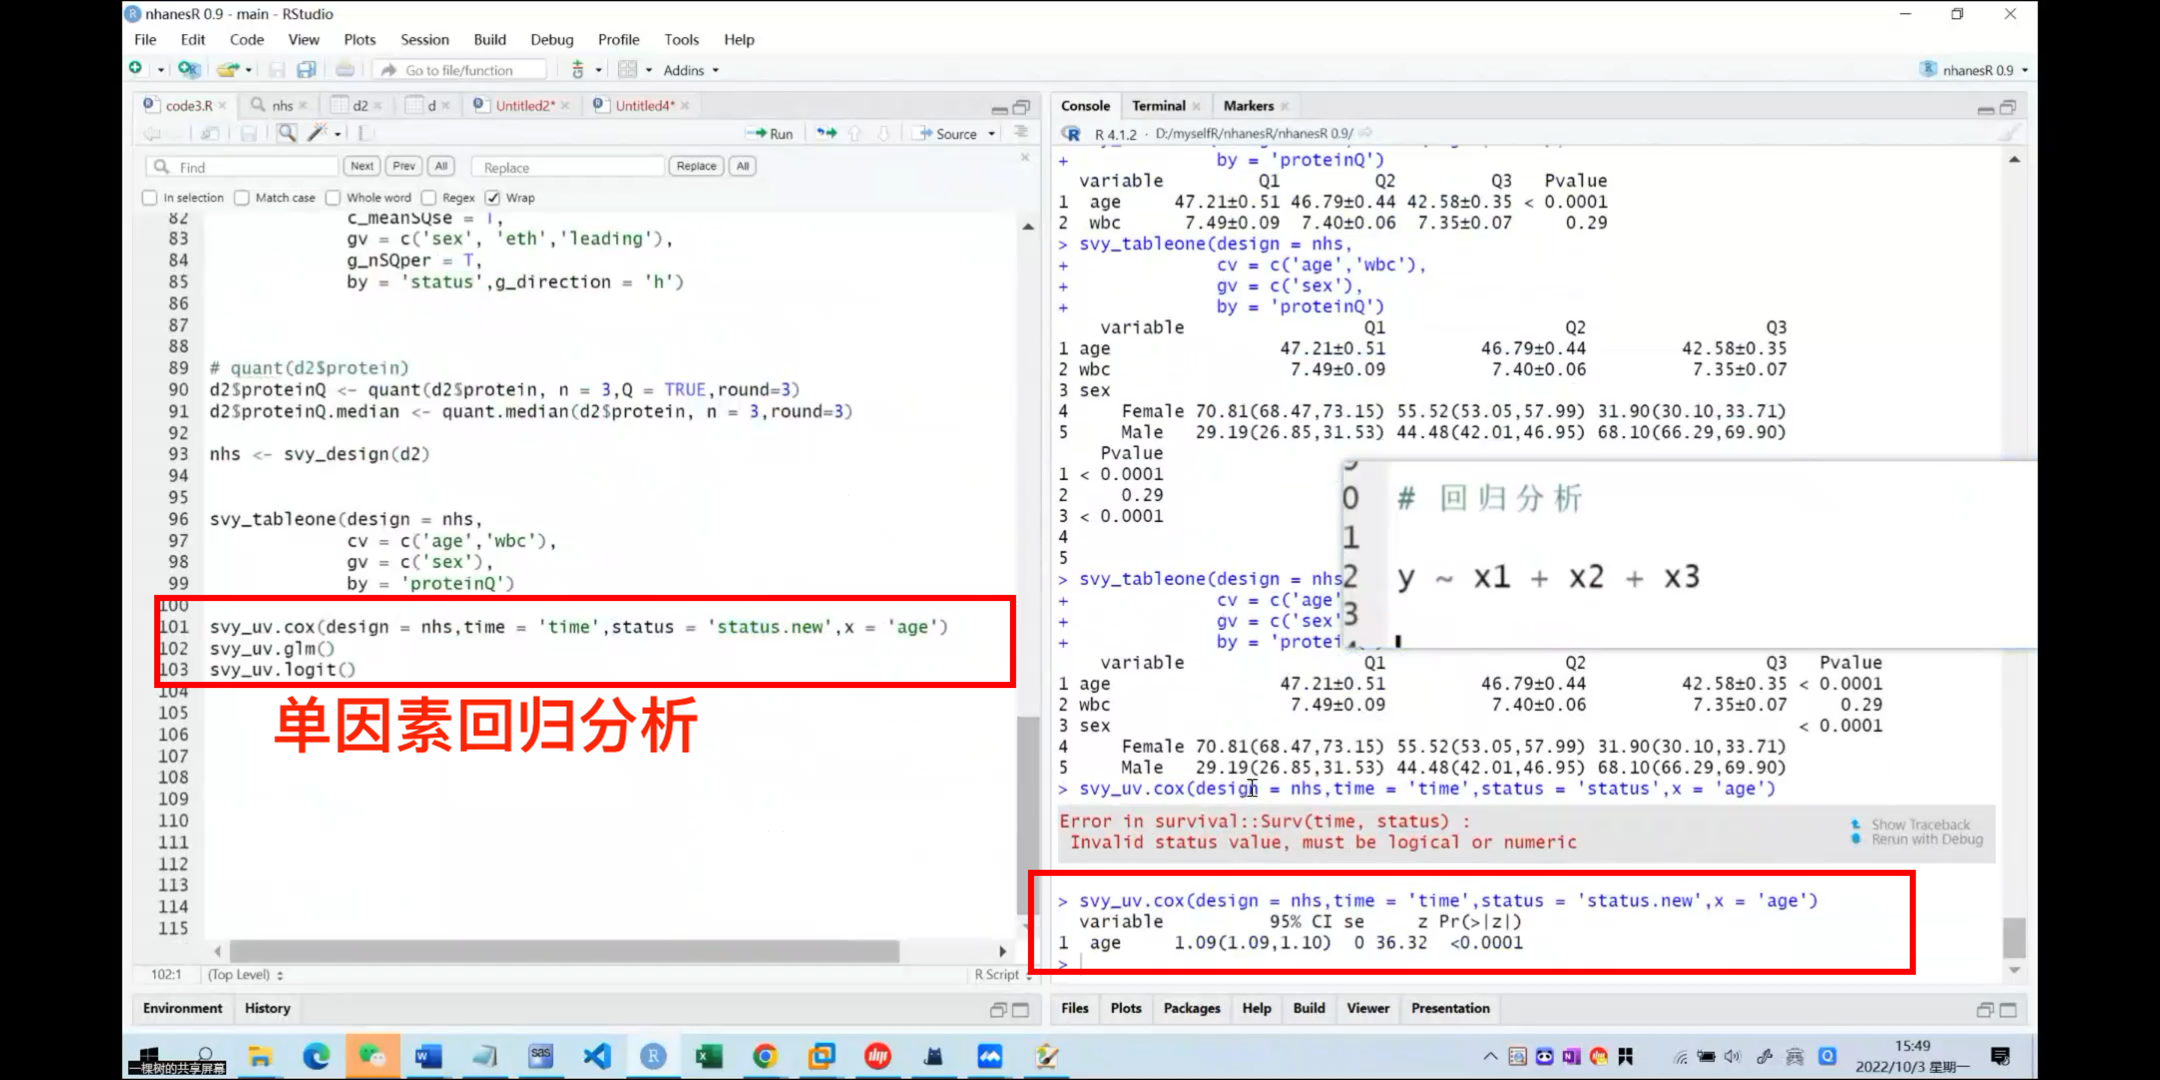 nhanesR 0.9 - main - RStudio
File Edit Code View Plots Session Build Debug Profile Tools Help
Go to file/function Addins nhanesR 0.9
code3.R nhs d2 d Untitled2* Untitled4*
Run Source
Find Next Prev All Replace Replace All
In selection Match case Whole word Regex Wrap
82 c_meanSQse = T,
83 gv = c('sex', 'eth','leading'),
84 g_nSQper = T,
85 by = 'status',g_direction = 'h')
86
87
88
89 # quant(d2$protein)
90 d2$proteinQ <- quant(d2$protein, n = 3,Q = TRUE,round=3)
91 d2$proteinQ.median <- quant.median(d2$protein, n = 3,round=3)
92
93 nhs <- svy_design(d2)
94
95
96 svy_tableone(design = nhs,
97 cv = c('age','wbc'),
98 gv = c('sex'),
99 by = 'proteinQ')
100
101 svy_uv.cox(design = nhs,time = 'time',status = 'status.new',x = 'age')
102 svy_uv.glm()
103 svy_uv.logit()
104
105
106
107
108
109
110
111
112
113
114
115
单因素回归分析
102:1 (Top Level) R Script
Environment History
Console Terminal Markers
R 4.1.2 · D:/myselfR/nhanesR/nhanesR 0.9/
+ by = 'proteinQ')
variable Q1 Q2 Q3 Pvalue
1 age 47.21±0.51 46.79±0.44 42.58±0.35 < 0.0001
2 wbc 7.49±0.09 7.40±0.06 7.35±0.07 0.29
> svy_tableone(design = nhs,
+ cv = c('age','wbc'),
+ gv = c('sex'),
+ by = 'proteinQ')
variable Q1 Q2 Q3
1 age 47.21±0.51 46.79±0.44 42.58±0.35
2 wbc 7.49±0.09 7.40±0.06 7.35±0.07
3 sex
4 Female 70.81(68.47,73.15) 55.52(53.05,57.99) 31.90(30.10,33.71)
5 Male 29.19(26.85,31.53) 44.48(42.01,46.95) 68.10(66.29,69.90)
Pvalue
1 < 0.0001
2 0.29
3 < 0.0001
4
5
> svy_tableone(design = nhs
+ cv = c('age'
+ gv = c('sex'
+ by = 'protei
variable Q1 Q2 Q3 Pvalue
1 age 47.21±0.51 46.79±0.44 42.58±0.35 < 0.0001
2 wbc 7.49±0.09 7.40±0.06 7.35±0.07 0.29
3 sex < 0.0001
4 Female 70.81(68.47,73.15) 55.52(53.05,57.99) 31.90(30.10,33.71)
5 Male 29.19(26.85,31.53) 44.48(42.01,46.95) 68.10(66.29,69.90)
> svy_uv.cox(design = nhs,time = 'time',status = 'status',x = 'age')
Error in survival::Surv(time, status) :
Invalid status value, must be logical or numeric
Show Traceback
Rerun with Debug
> svy_uv.cox(design = nhs,time = 'time',status = 'status.new',x = 'age')
variable 95% CI se z Pr(>|z|)
1 age 1.09(1.09,1.10) 0 36.32 <0.0001
>
0 # 回归分析
1
2 y ~ x1 + x2 + x3
3
Files Plots Packages Help Build Viewer Presentation
一棵树的共享屏幕
15:49
2022/10/3 星期一